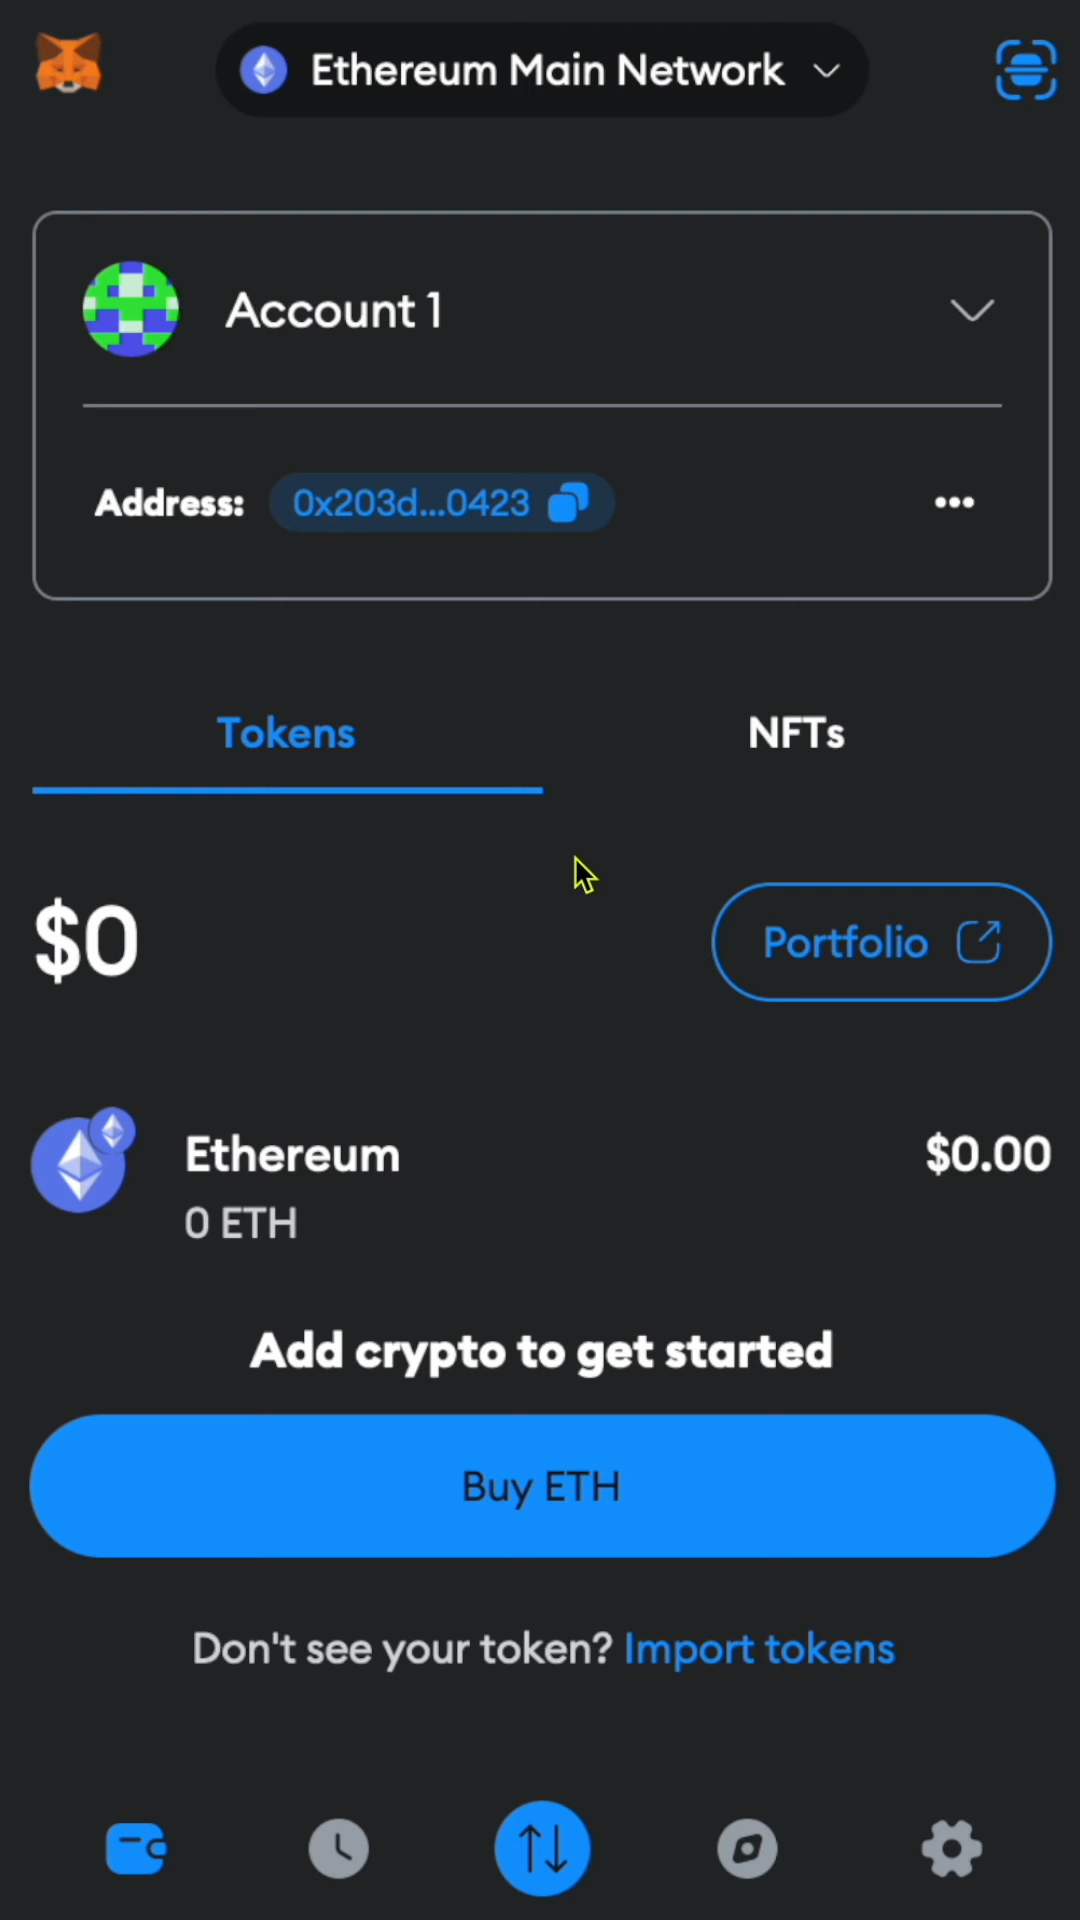 Ethereum Main Network
Account 1
Address: 0x203d...0423
Tokens NFTs
$0 Portfolio
Ethereum $0.00
0 ETH
Add crypto to get started
Buy ETH
Don't see your token? Import tokens